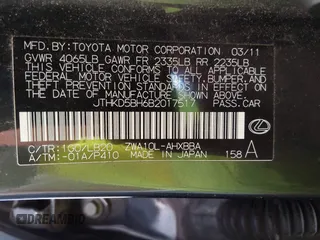 MFD. BY: TOYOTA MOTOR CORPORATION 03/11
GVWR 4065LB GAWR FR 2335LB RR 2235LB
THIS VEHICLE CONFORMS TO ALL APPLICABLE
FEDERAL MOTOR VEHICLE SAFETY, BUMPER, AND
THEFT PREVENTION STANDARDS IN EFFECT ON
THE DATE OF MANUFACTURE SHOWN ABOVE.
JTHKD5BH6B2017517
PASS. CAR
C/TR: 1G0/LB20 ZWA10L-AHXBBA
A/TM: -01A/P410 MADE IN JAPAN 158 A
DREAMBID